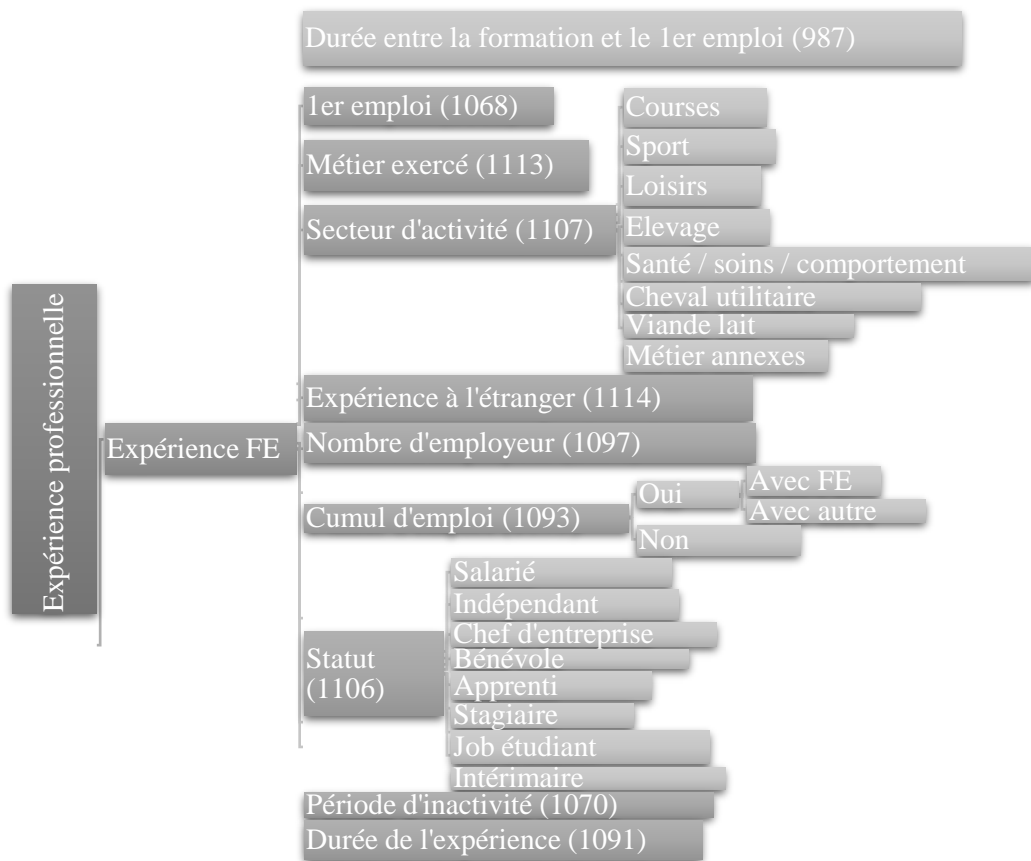 Expérience professionnelle
Expérience FE
Durée entre la formation et le 1er emploi (987)
1er emploi (1068)
Métier exercé (1113)
Secteur d'activité (1107)
Courses
Sport
Loisirs
Elevage
Santé / soins / comportement
Cheval utilitaire
Viande lait
Métier annexes
Expérience à l'étranger (1114)
Nombre d'employeur (1097)
Cumul d'emploi (1093)
Oui
Avec FE
Avec autre
Non
Statut
(1106)
Salarié
Indépendant
Chef d'entreprise
Bénévole
Apprenti
Stagiaire
Job étudiant
Intérimaire
Période d'inactivité (1070)
Durée de l'expérience (1091)